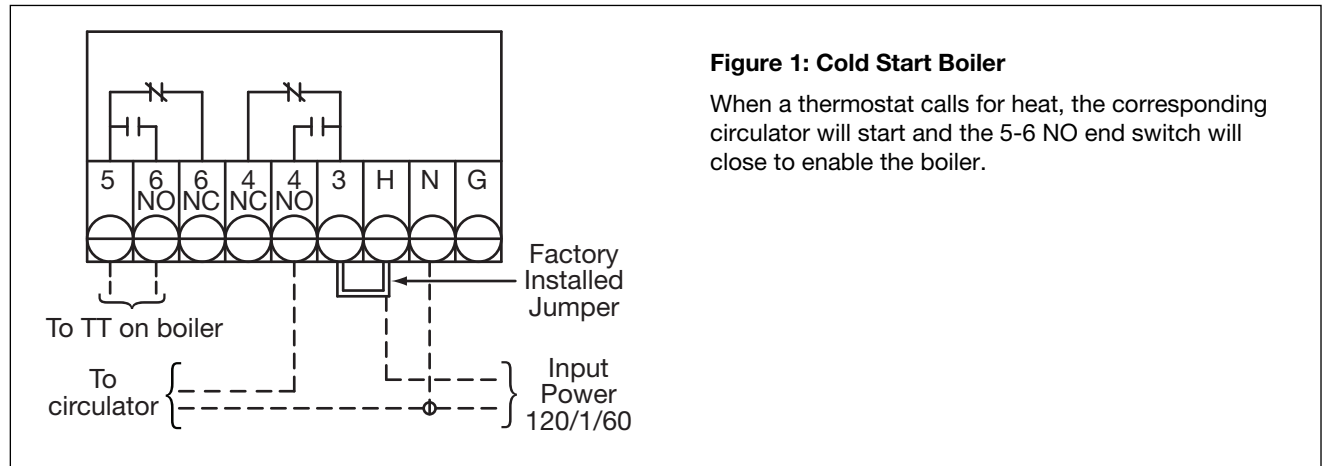 Figure 1: Cold Start Boiler
When a thermostat calls for heat, the corresponding
circulator will start and the 5-6 NO end switch will
close to enable the boiler.
5 6 6 4 4 3 H N G
NO NC NC NO
Factory
Installed
Jumper
To TT on boiler
To
circulator
Input
Power
120/1/60